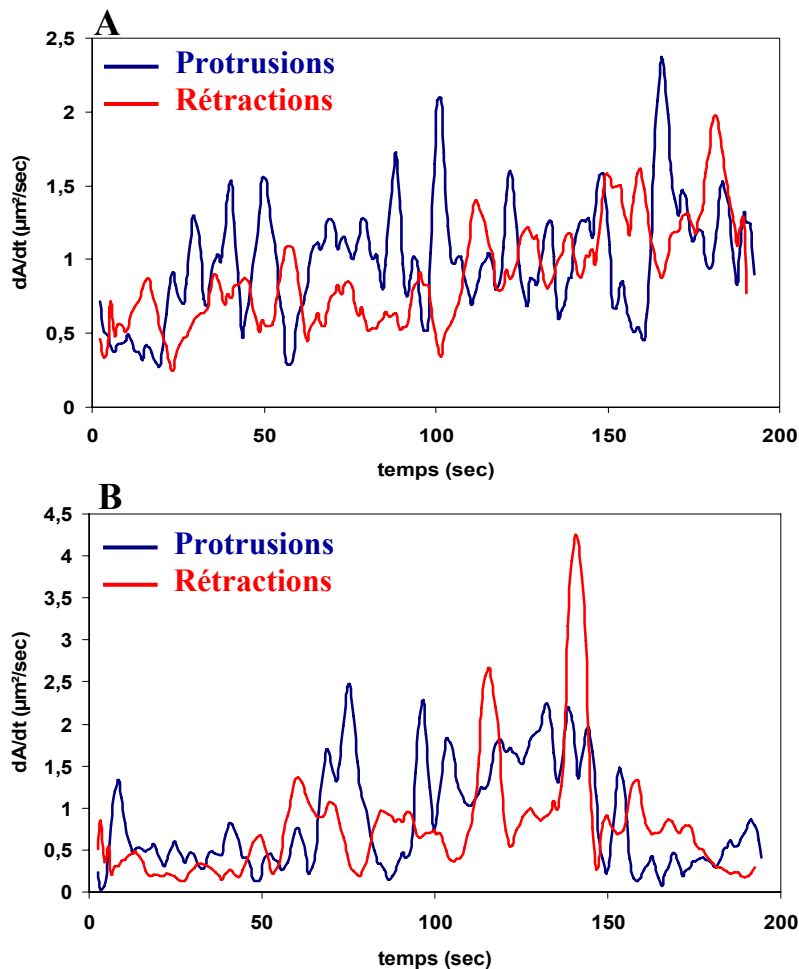 A
2,5
Protrusions
2
Rétractions
1,5
dA/dt (µm²/sec)
1
0,5
0
0 50 100 150 200
temps (sec)
B
4,5
Protrusions
4
Rétractions
3,5
3
dA/dt (µm²/sec)
2,5
2
1,5
1
0,5
0
0 50 100 150 200
temps (sec)